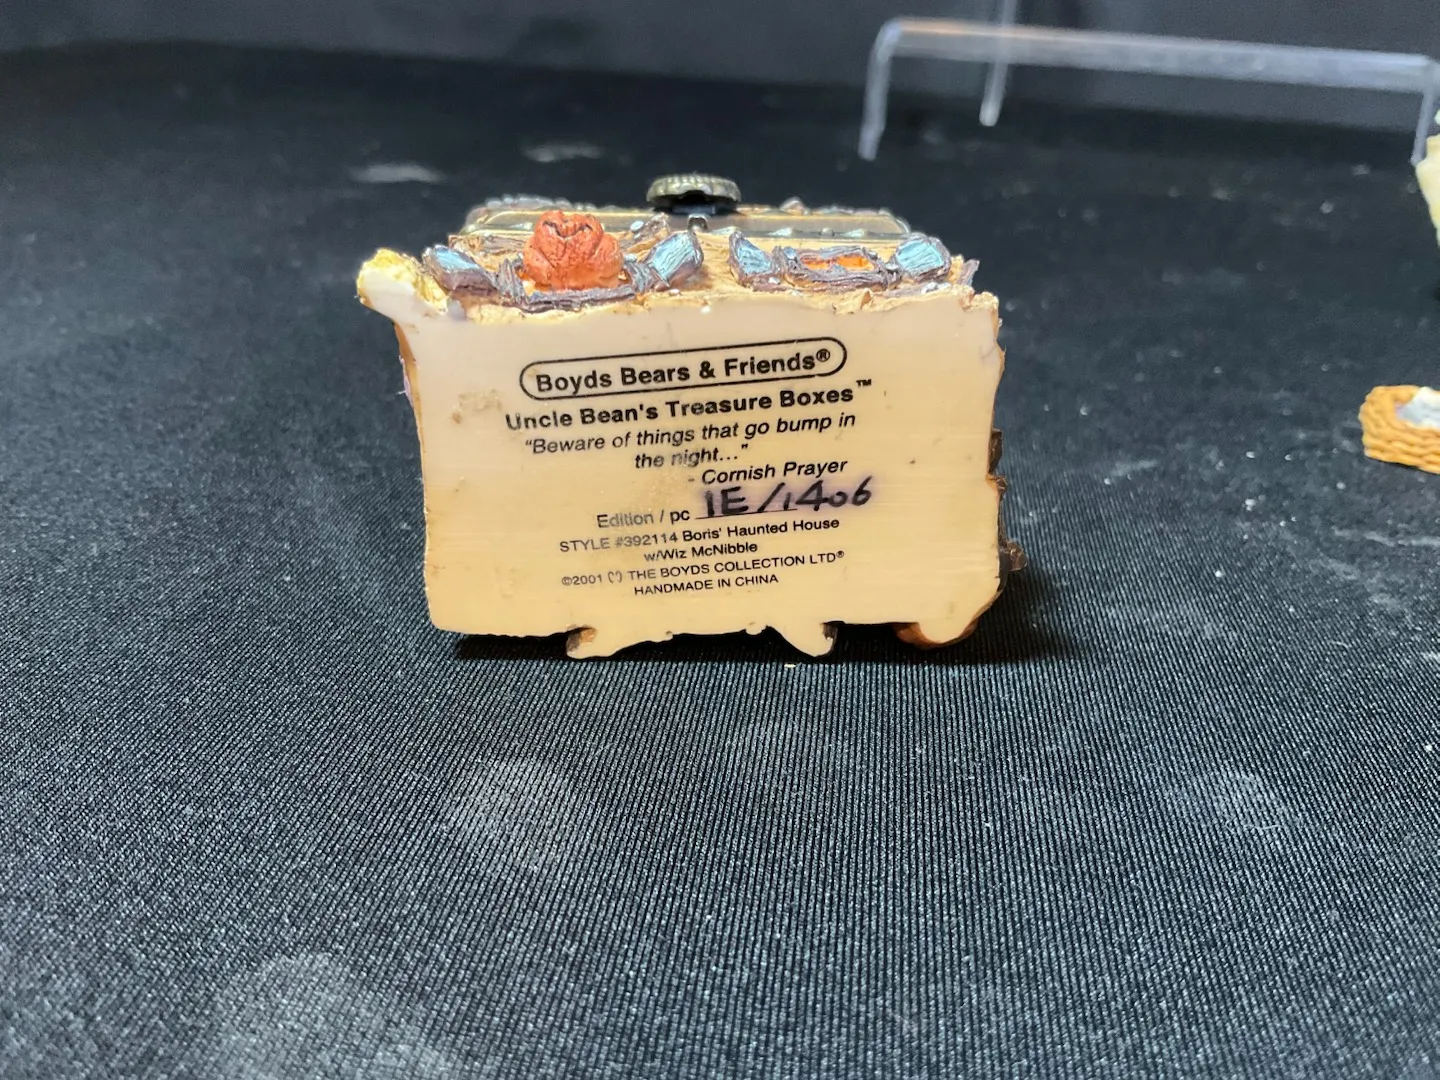 Boyds Bears & Friends®
Uncle Bean's Treasure Boxes™
"Beware of things that go bump in
the night..."
- Cornish Prayer
Edition / pc 1E/1406
STYLE #392114 Boris' Haunted House
w/Wiz McNibble
©2001 (') THE BOYDS COLLECTION LTD®
HANDMADE IN CHINA